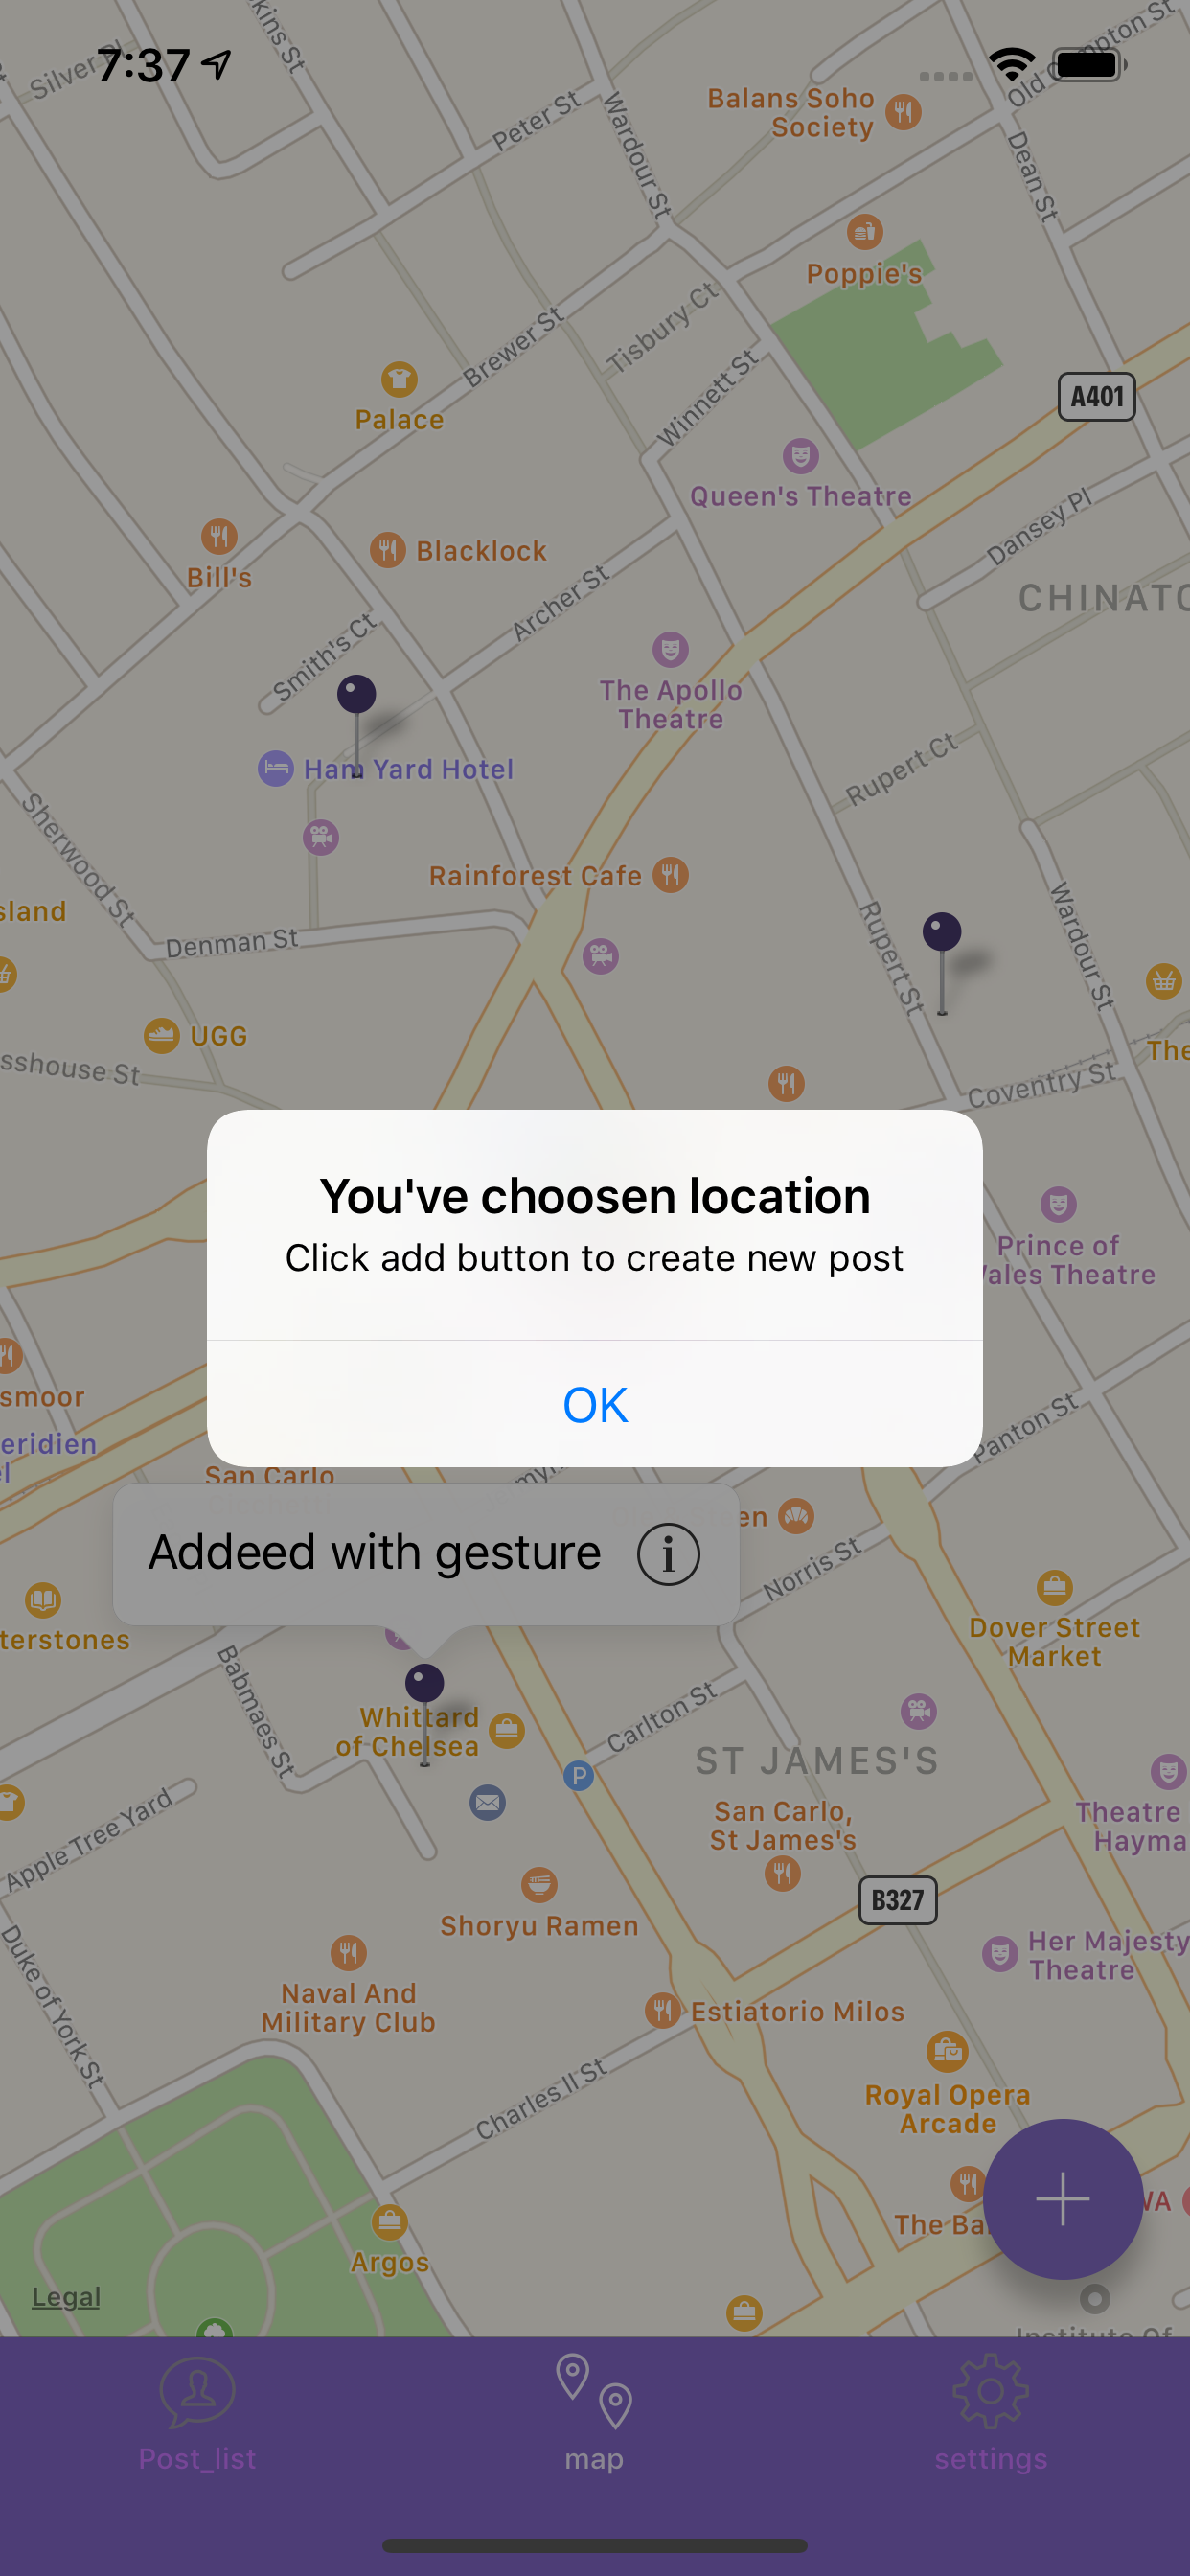 7:37
Silver Pl
kins St
Peter St
Wardour St
Balans Soho
Society
Old Compton St
Dean St
Poppie's
Tisbury Ct
Brewer St
Winnett St
Palace
A401
Queen's Theatre
Dansey Pl
Bill's
Blacklock
Archer St
CHINATO
Smith's Ct
The Apollo
Theatre
Ham Yard Hotel
Rupert Ct
Sherwood St
Rainforest Cafe
sland
Denman St
Rupert St
Wardour St
UGG
sshouse St
The
Coventry St
You've choosen location
Click add button to create new post
OK
Prince of
Vales Theatre
smoor
eridien
el
Panton St
San Carlo
Addeed with gesture
en
Norris St
terstones
Dover Street
Market
Babmaes St
Whittard
of Chelsea
Carlton St
P
ST JAMES'S
Apple Tree Yard
San Carlo,
St James's
Theatre
Hayma
B327
Shoryu Ramen
Duke of York St
Her Majesty
Theatre
Naval And
Military Club
Estiatorio Milos
Charles II St
Royal Opera
Arcade
The Ba
VA
Argos
Legal
Institute Of
Post_list
map
settings